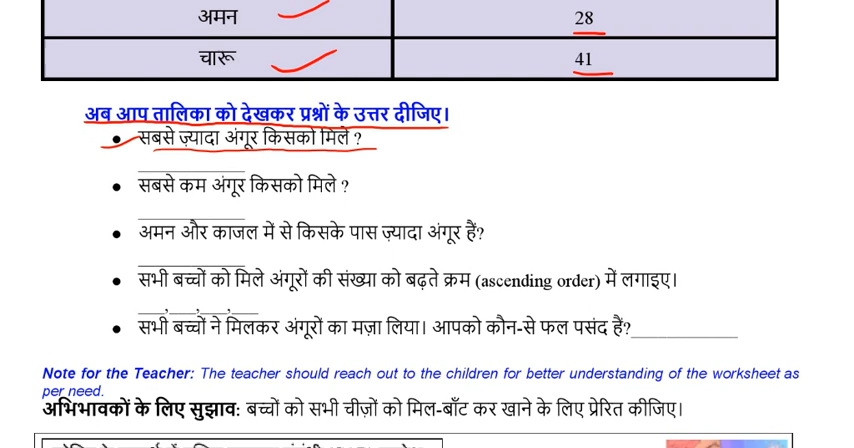 अमन 28
चारू 41
अब आप तालिका को देखकर प्रश्नों के उत्तर दीजिए।
• सबसे ज़्यादा अंगूर किसको मिले ?
• सबसे कम अंगूर किसको मिले ?
• अमन और काजल में से किसके पास ज़्यादा अंगूर हैं?
• सभी बच्चों को मिले अंगूरों की संख्या को बढ़ते क्रम (ascending order) में लगाइए।
• सभी बच्चों ने मिलकर अंगूरों का मज़ा लिया। आपको कौन-से फल पसंद हैं?
Note for the Teacher: The teacher should reach out to the children for better understanding of the worksheet as
per need.
अभिभावकों के लिए सुझाव: बच्चों को सभी चीज़ों को मिल-बाँट कर खाने के लिए प्रेरित कीजिए।